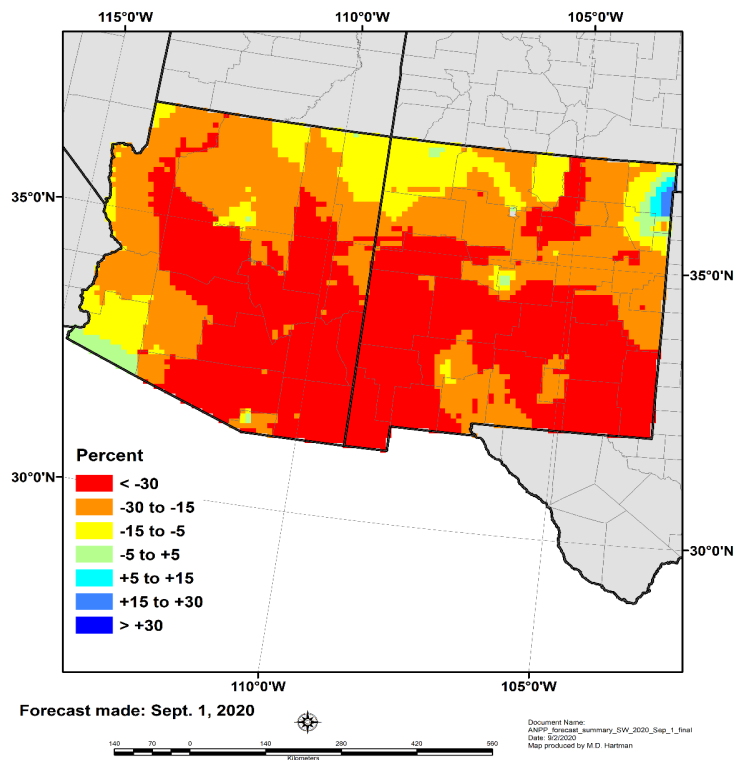 115°0'W 110°0'W 105°0'W
35°0'N
35°0'N
30°0'N
30°0'N
Percent
< -30
-30 to -15
-15 to -5
-5 to +5
+5 to +15
+15 to +30
> +30
110°0'W 105°0'W
Forecast made: Sept. 1, 2020
Document Name:
ANPP_forecast_summary_SW_2020_Sep_1_final
Date: 9/2/2020
Map produced by M.D. Hartman
140 70 0 140 280 420 560
Kilometers